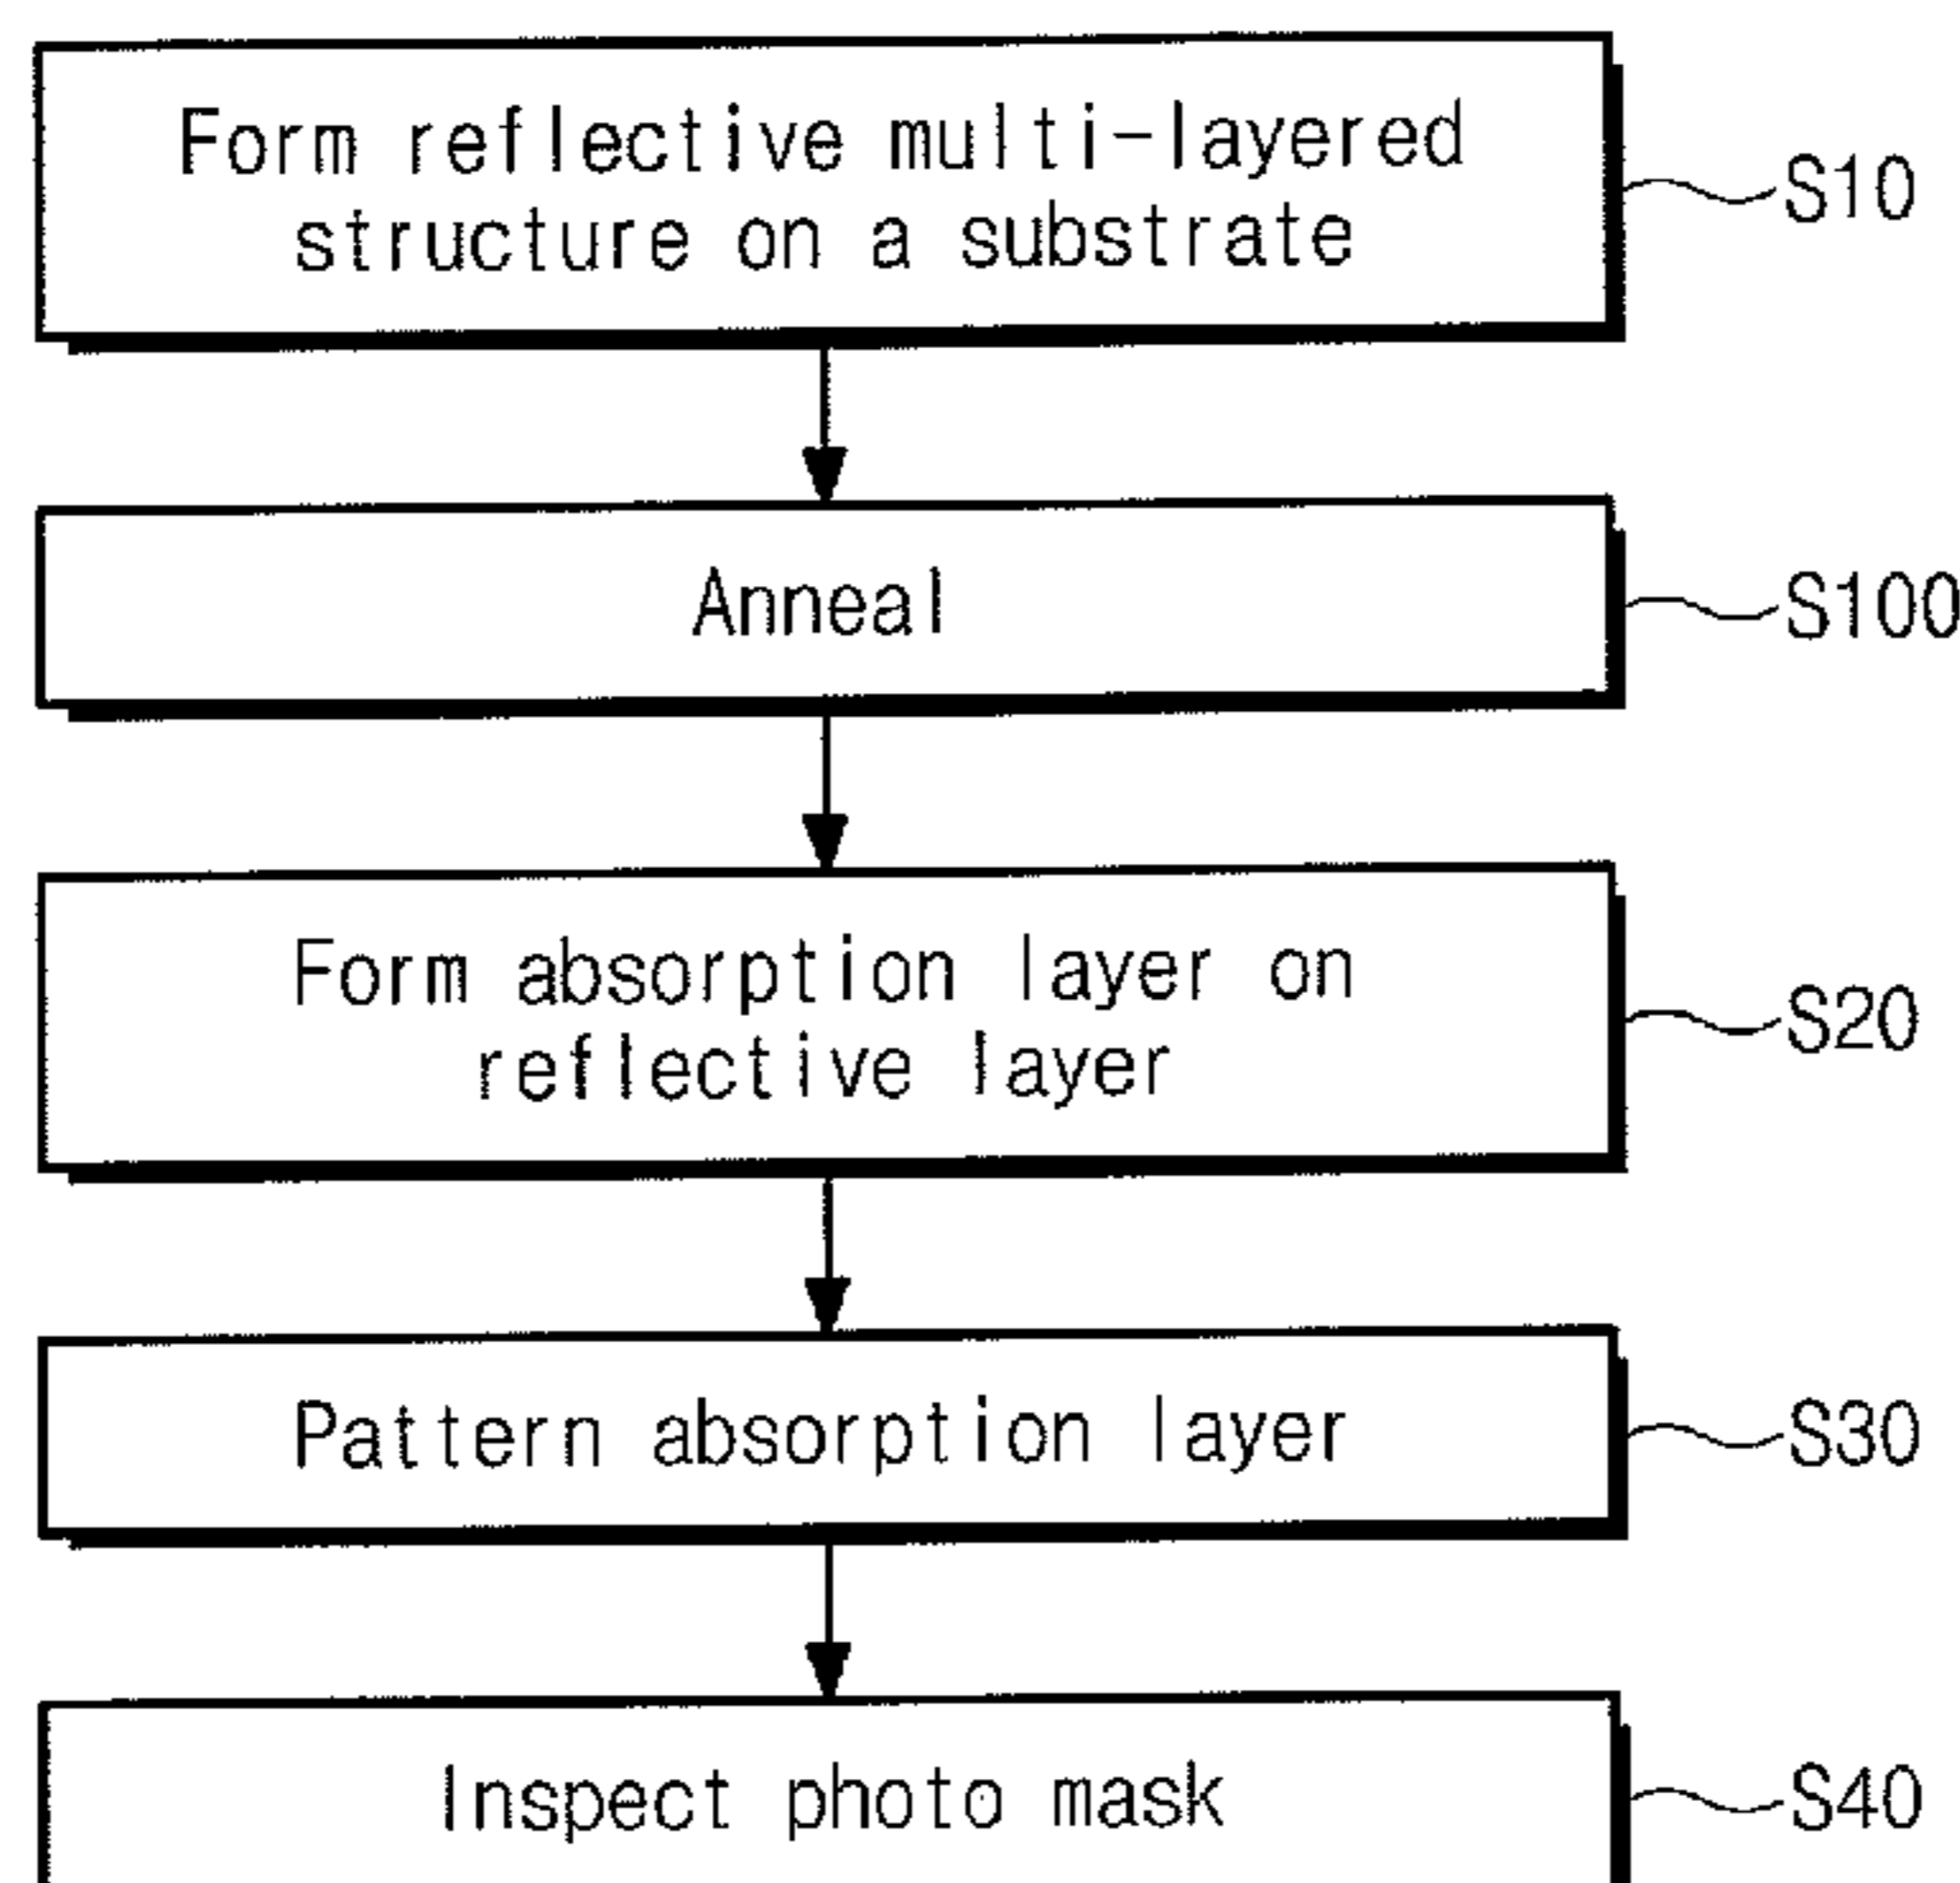 Form reflective multi-layered
structure on a substrate
S10
Anneal
S100
Form absorption layer on
reflective layer
S20
Pattern absorption layer
S30
Inspect photo mask
S40